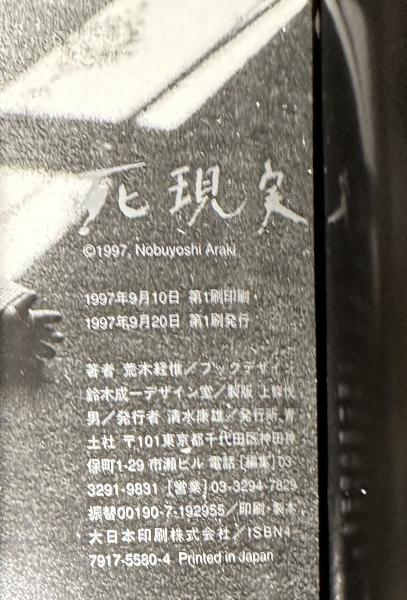 死現実
©1997, Nobuyoshi Araki
1997年9月10日 第1刷印刷
1997年9月20日 第1刷発行
著者 荒木経惟／ブックデザイン
鈴木成一デザイン室／製版 上
男／発行者 清水康雄／発行所 青
土社 〒101東京都千代田区神田神
保町1-29 市瀬ビル 電話［編集］03-
3291-9831［営業］03-3294-7829
振替00190-7-192955／印刷・製本
大日本印刷株式会社／ISBN4-
7917-5580-4 Printed in Japan